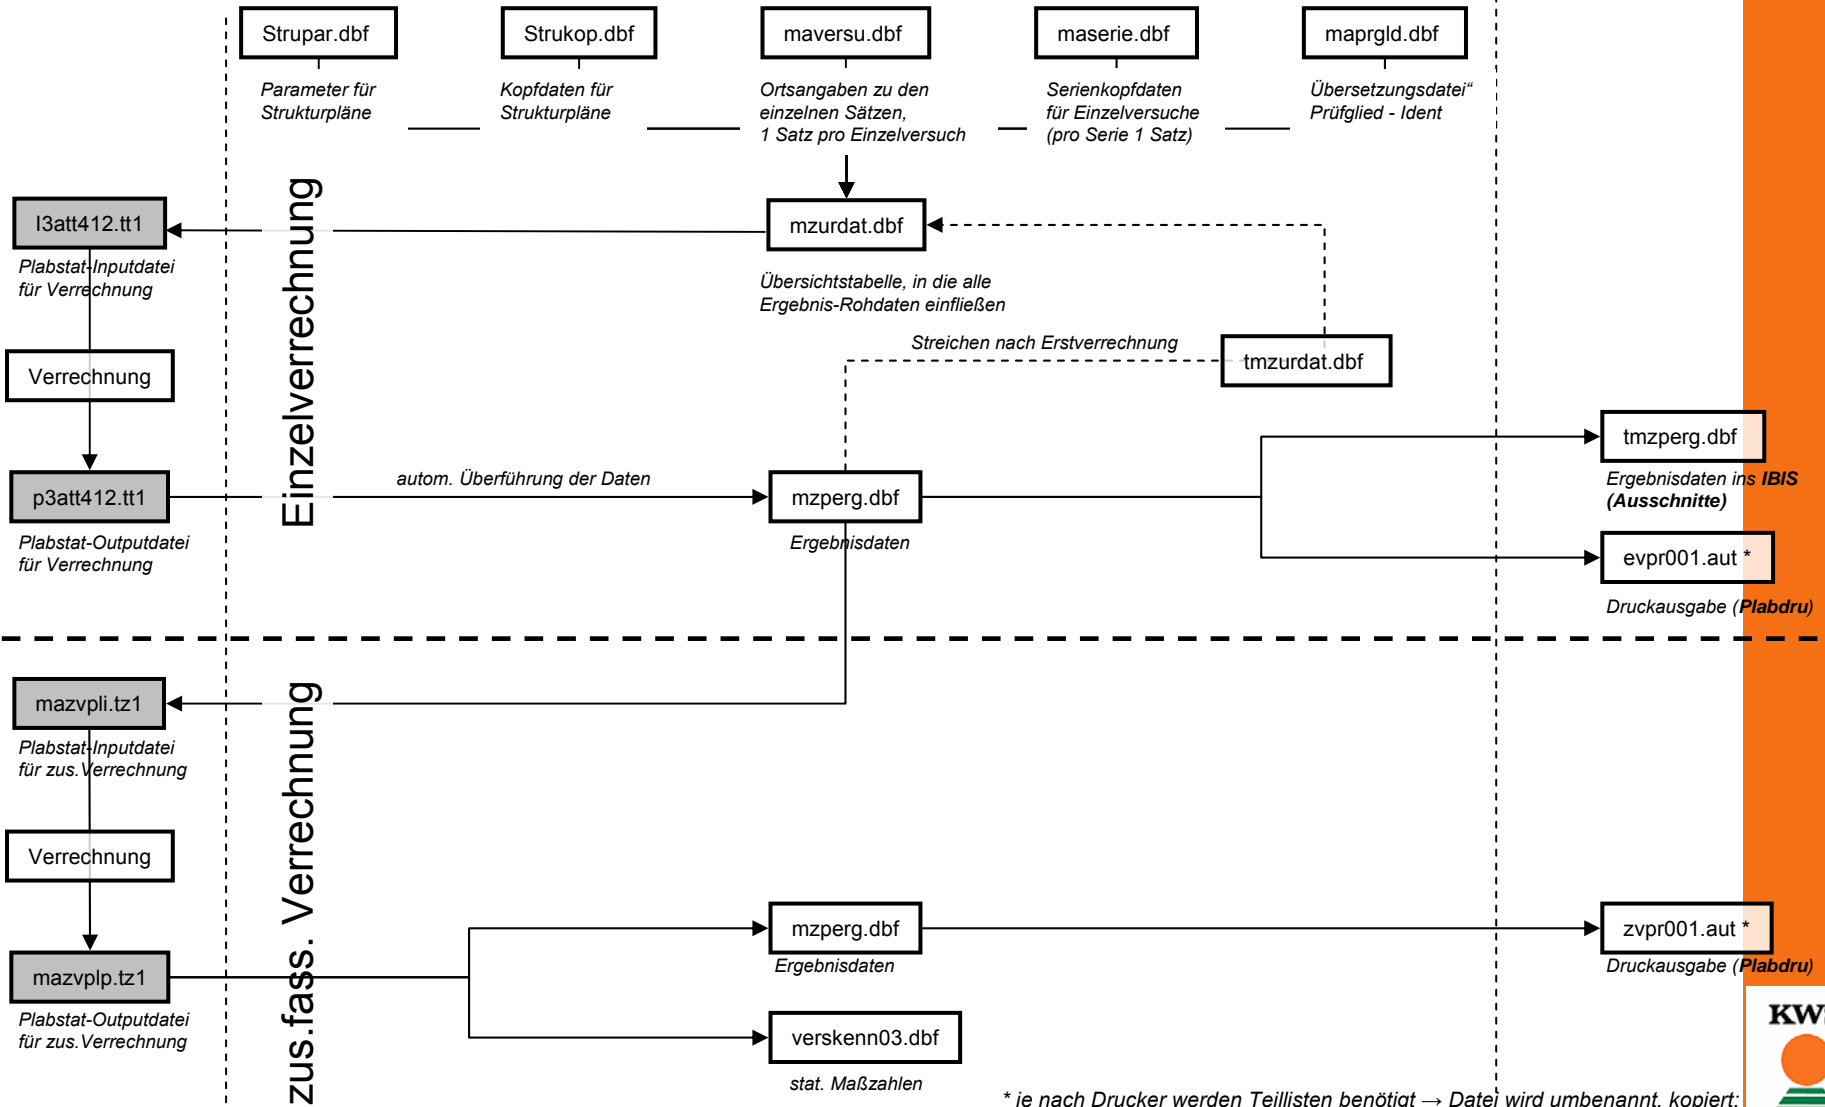 Strupar.dbf
Strukop.dbf
maversu.dbf
maserie.dbf
maprgld.dbf
Parameter für
Strukturpläne
Kopfdaten für
Strukturpläne
Ortsangaben zu den
einzelnen Sätzen,
1 Satz pro Einzelversuch
Serienkopfdaten
für Einzelversuche
(pro Serie 1 Satz)
Übersetzungsdatei“
Prüfglied - Ident
Einzelverrechnung
l3att412.tt1
Plabstat-Inputdatei
für Verrechnung
mzurdat.dbf
Übersichtstabelle, in die alle
Ergebnis-Rohdaten einfließen
Streichen nach Erstverrechnung
tmzurdat.dbf
Verrechnung
p3att412.tt1
Plabstat-Outputdatei
für Verrechnung
autom. Überführung der Daten
mzperg.dbf
Ergebnisdaten
tmzperg.dbf
Ergebnisdaten ins IBIS
(Ausschnitte)
evpr001.aut *
Druckausgabe (Plabdru)
zus.fass. Verrechnung
mazvpli.tz1
Plabstat-Inputdatei
für zus.Verrechnung
Verrechnung
mazvplp.tz1
Plabstat-Outputdatei
für zus.Verrechnung
mzperg.dbf
Ergebnisdaten
verskenn03.dbf
stat. Maßzahlen
zvpr001.aut *
Druckausgabe (Plabdru)
* je nach Drucker werden Teillisten benötigt → Datei wird umbenannt, kopiert:
KWS